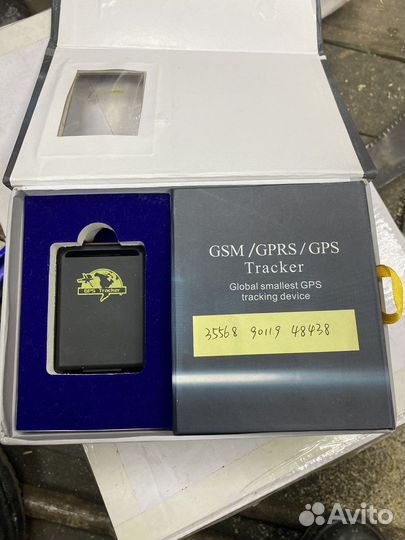 GSM/GPRS/GPS
Tracker
Global smallest GPS
tracking device
35568 90119 48438
GPS Tracker
Avito